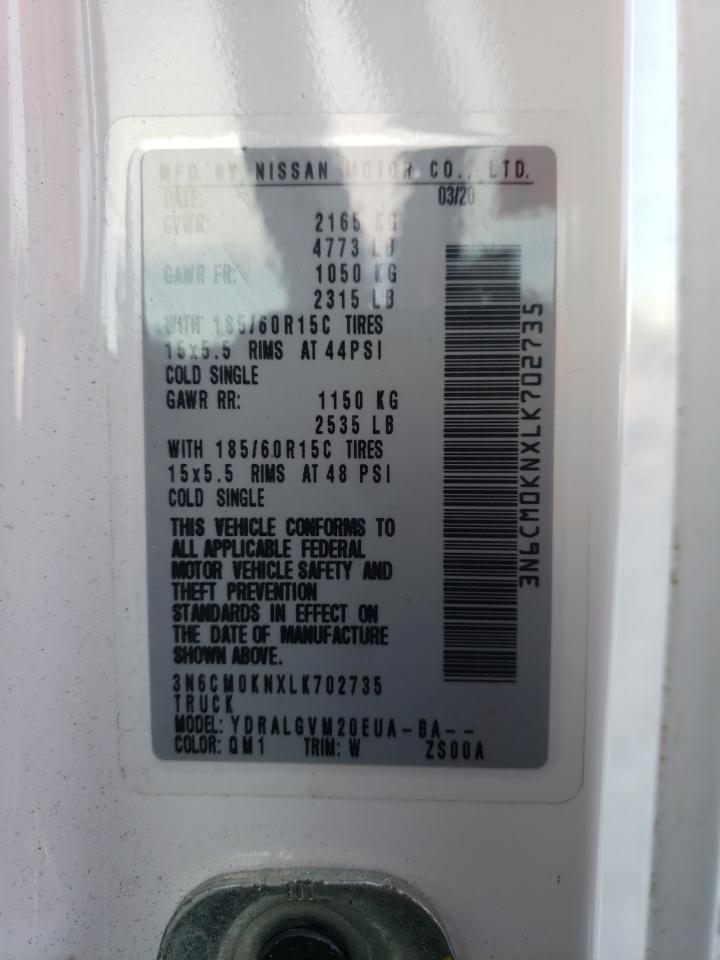 MFD. BY NISSAN MOTOR CO., LTD.
DATE: 03/20
GVWR: 2165 KG
4773 LB
GAWR FR: 1050 KG
2315 LB
WITH 185/60R15C TIRES
15x5.5 RIMS AT 44PSI
COLD SINGLE
GAWR RR: 1150 KG
2535 LB
WITH 185/60R15C TIRES
15x5.5 RIMS AT 48 PSI
COLD SINGLE
THIS VEHICLE CONFORMS TO
ALL APPLICABLE FEDERAL
MOTOR VEHICLE SAFETY AND
THEFT PREVENTION
STANDARDS IN EFFECT ON
THE DATE OF MANUFACTURE
SHOWN ABOVE.
3N6CM0KNXLK702735
TRUCK
MODEL: YDRALGVM20EUA-BA--
COLOR: QM1 TRIM: W ZS00A
3N6CM0KNXLK702735